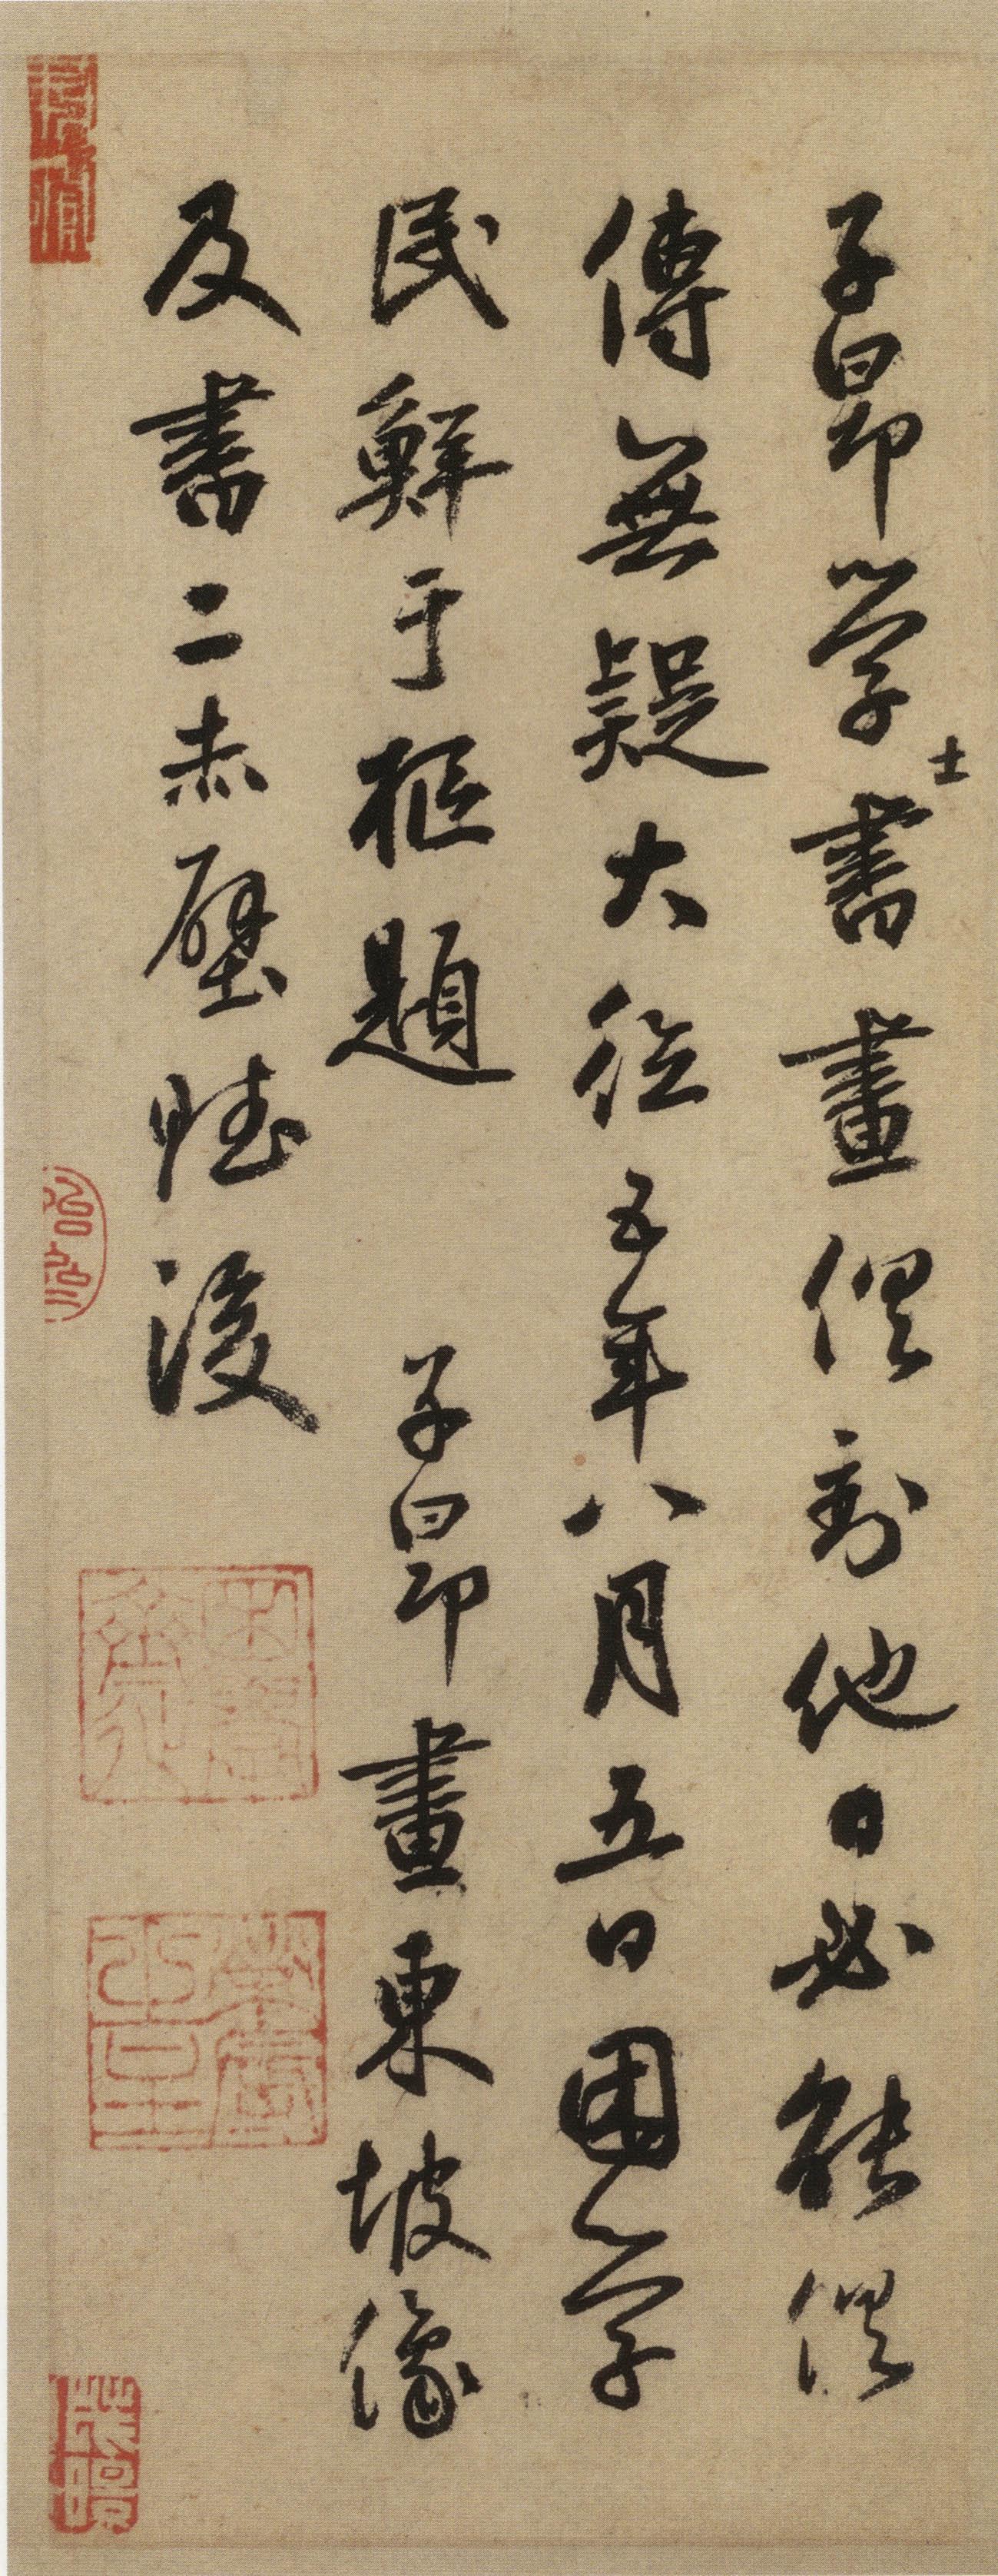 子昂學士書畫俱到他日必能俱
傳無疑大德五年八月五日困學
民鮮于樞題 子昂畫東坡像
及書二赤壁賦後